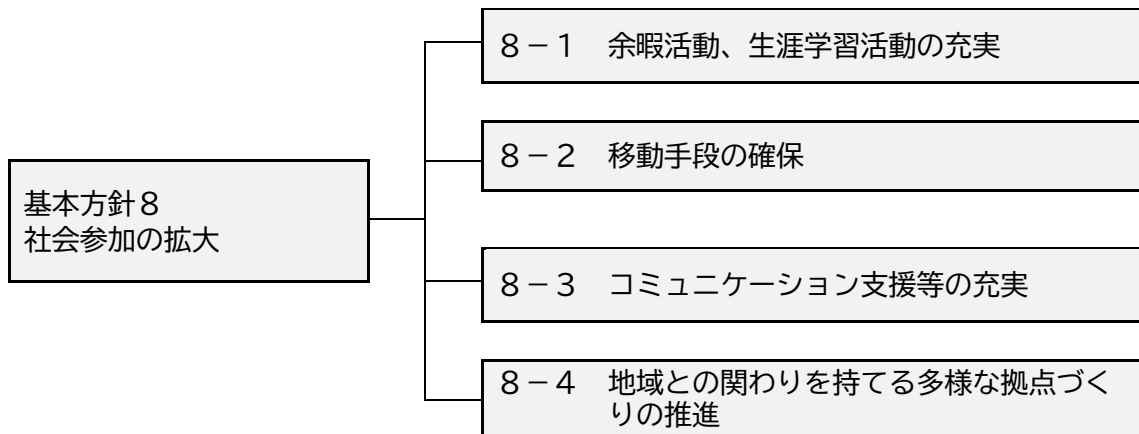 基本方針８
社会参加の拡大
８－１　余暇活動、生涯学習活動の充実
８－２　移動手段の確保
８－３　コミュニケーション支援等の充実
８－４　地域との関わりを持てる多様な拠点づく
りの推進